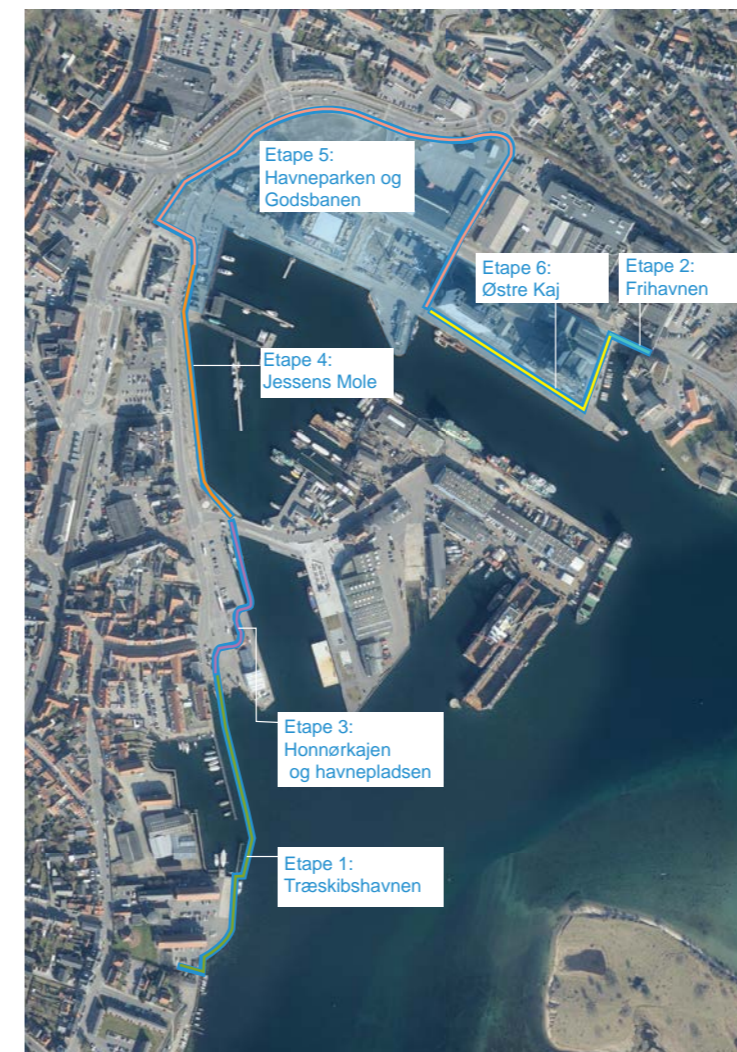 Etape 5:
Havneparken og
Godsbanen
Etape 6:
Østre Kaj
Etape 2:
Frihavnen
Etape 4:
Jessens Mole
Etape 3:
Honnørkajen
og havnepladsen
Etape 1:
Træskibshavnen